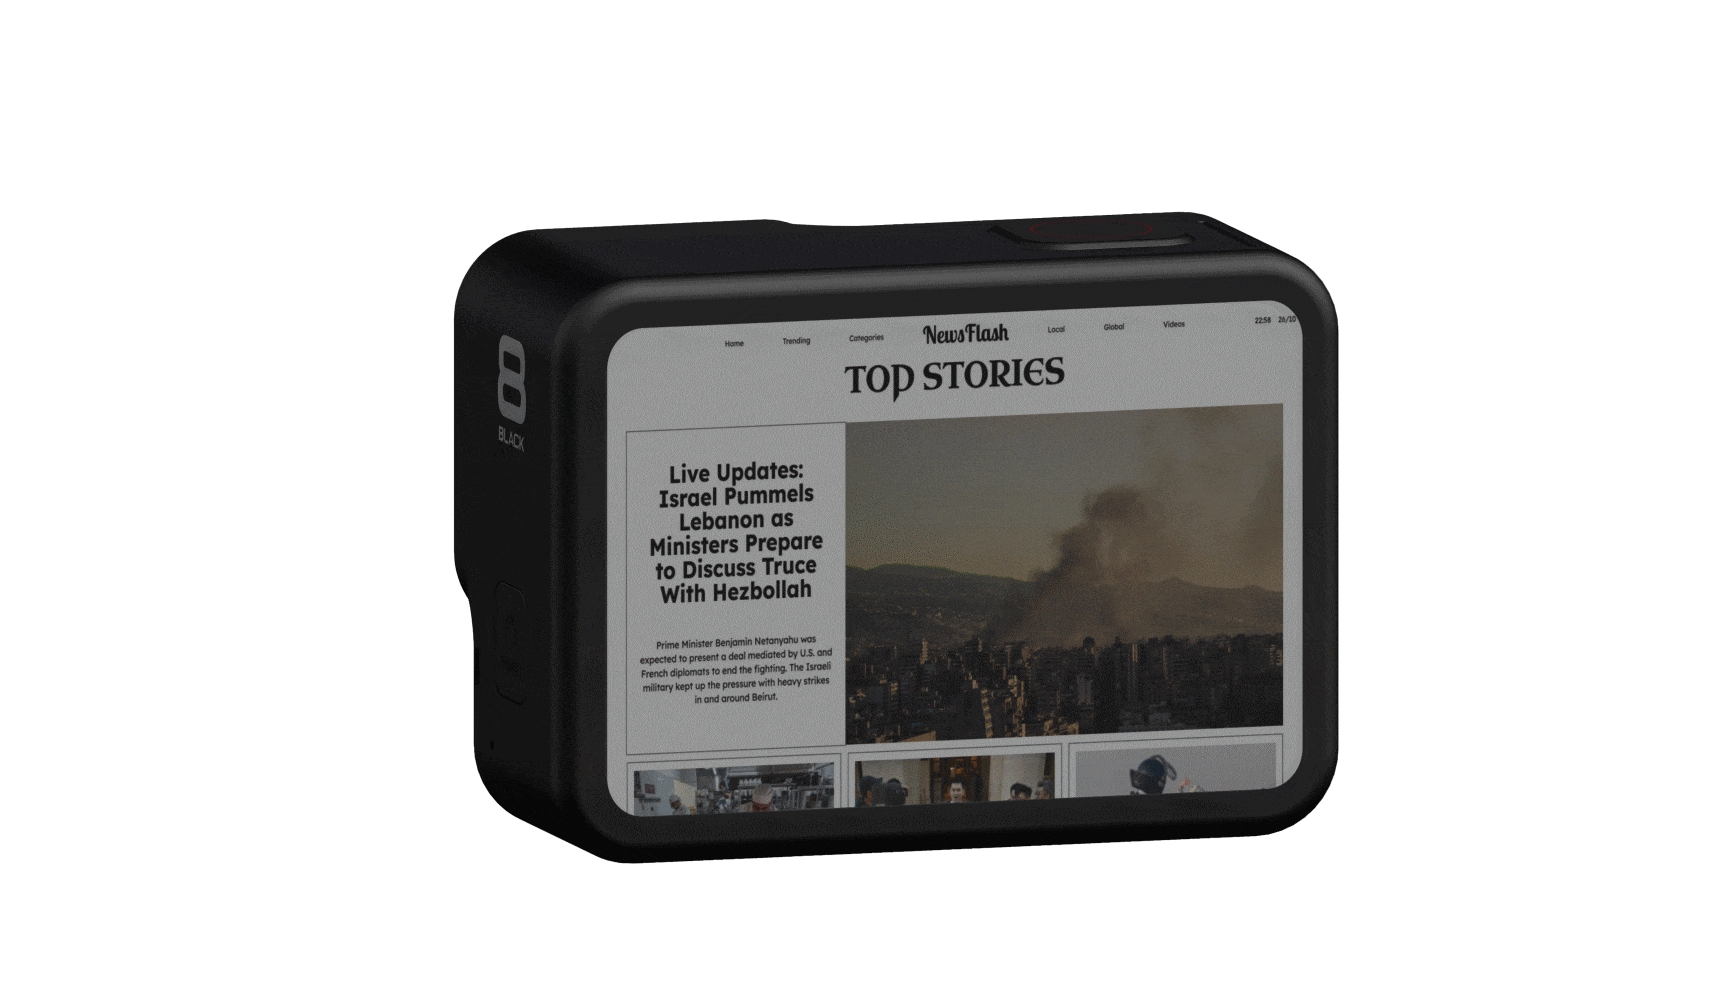 8
BLACK
Home Trending Categories NewsFlash Local Global Videos 22:58 26/10
TOP STORIES
Live Updates:
Israel Pummels
Lebanon as
Ministers Prepare
to Discuss Truce
With Hezbollah
Prime Minister Benjamin Netanyahu was
expected to present a deal mediated by U.S. and
French diplomats to end the fighting. The Israeli
military kept up the pressure with heavy strikes
in and around Beirut.